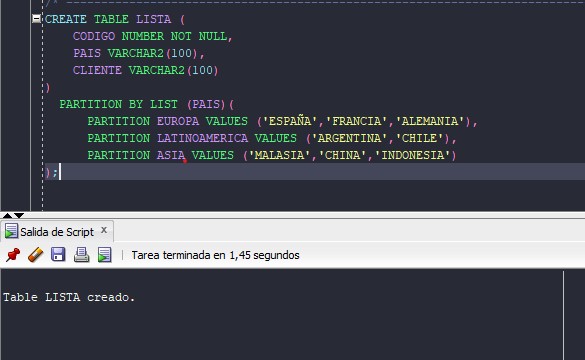 /* ------------------------------------------------------------
CREATE TABLE LISTA (
CODIGO NUMBER NOT NULL,
PAIS VARCHAR2(100),
CLIENTE VARCHAR2(100)
)
PARTITION BY LIST (PAIS)(
PARTITION EUROPA VALUES ('ESPAÑA','FRANCIA','ALEMANIA'),
PARTITION LATINOAMERICA VALUES ('ARGENTINA','CHILE'),
PARTITION ASIA VALUES ('MALASIA','CHINA','INDONESIA')
);
Salida de Script x
Tarea terminada en 1,45 segundos
Table LISTA creado.